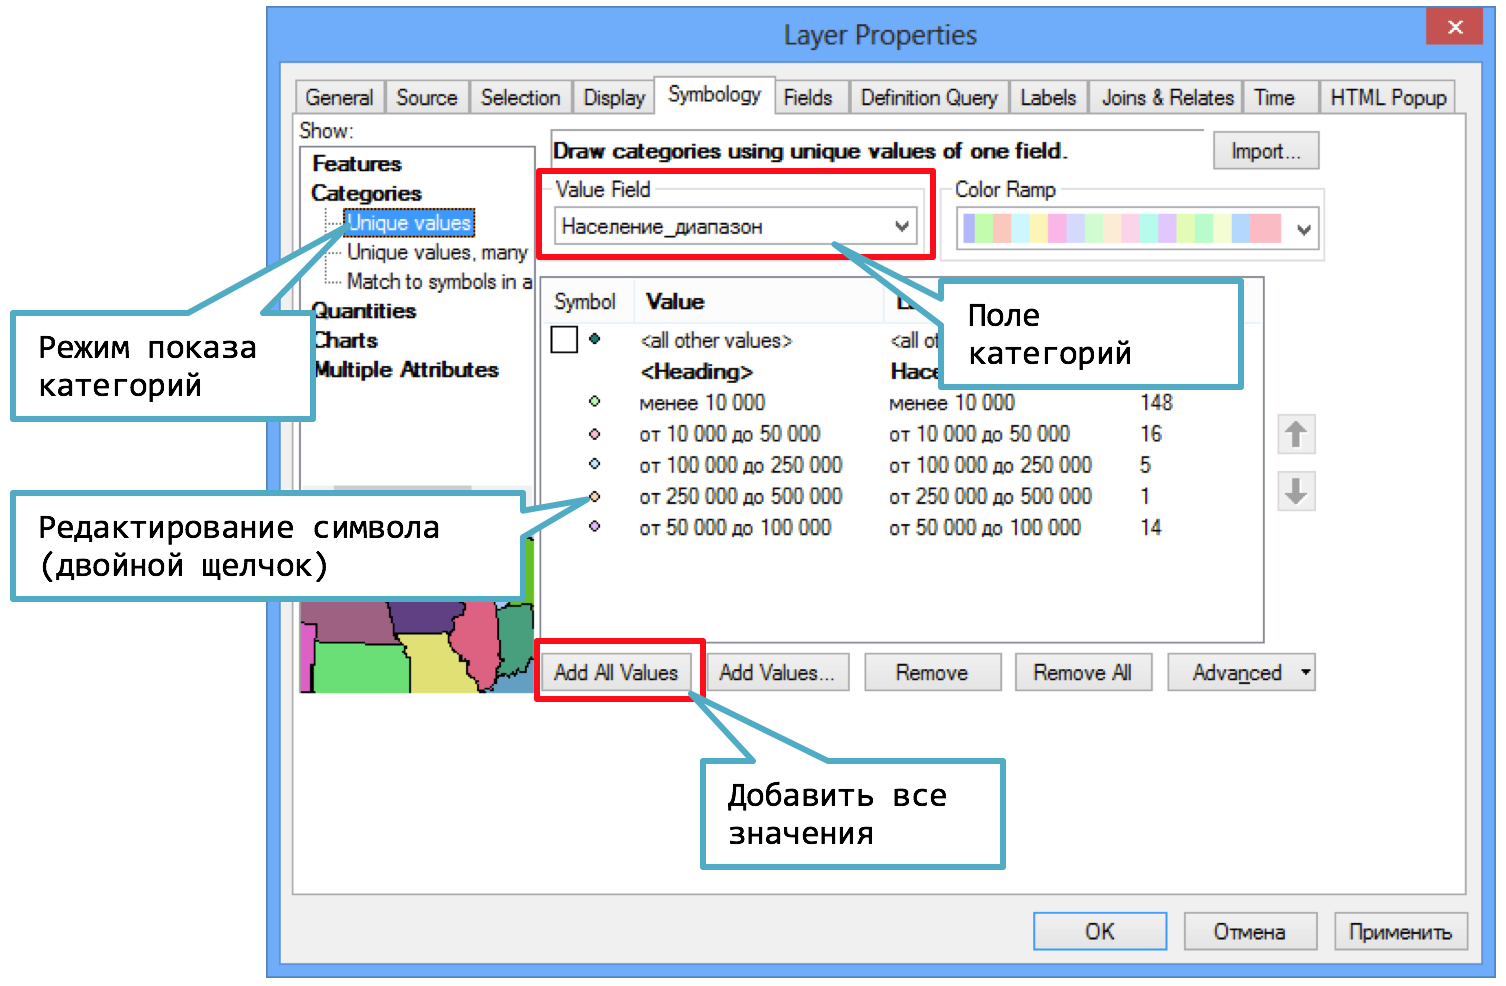 Layer Properties
General Source Selection Display Symbology Fields Definition Query Labels Joins & Relates Time HTML Popup
Show:
Features
Categories
Unique values
Unique values, many
Match to symbols in a
Quantities
Charts
Multiple Attributes
Draw categories using unique values of one field.
Import...
Value Field
Население_диапазон
Color Ramp
Symbol Value
<all other values>
<Heading>
менее 10 000 менее 10 000 148
от 10 000 до 50 000 от 10 000 до 50 000 16
от 100 000 до 250 000 от 100 000 до 250 000 5
от 250 000 до 500 000 от 250 000 до 500 000 1
от 50 000 до 100 000 от 50 000 до 100 000 14
Режим показа
категорий
Поле
категорий
Редактирование символа
(двойной щелчок)
Add All Values Add Values... Remove Remove All Advanced
Добавить все
значения
OK Отмена Применить